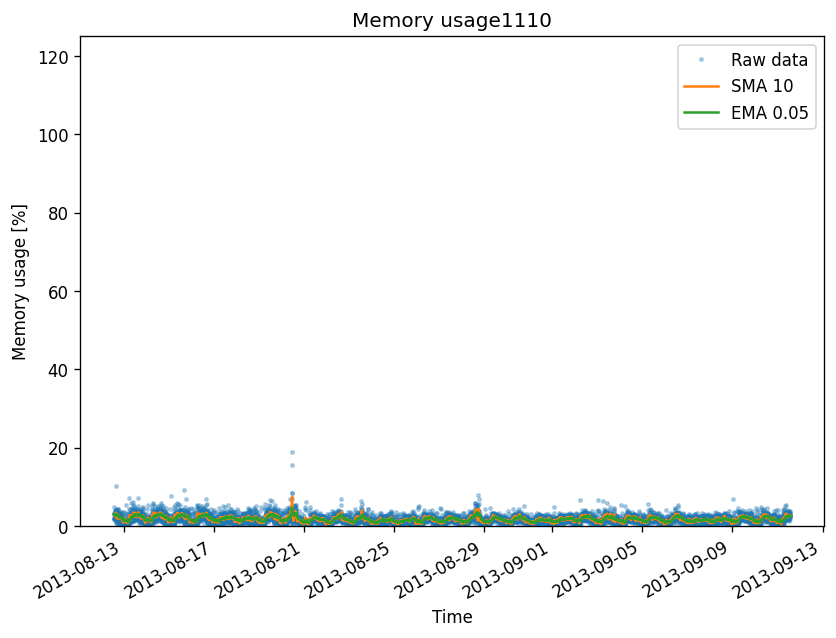 Memory usage1110
Raw data
SMA 10
EMA 0.05
Memory usage [%]
120
100
80
60
40
20
0
2013-08-13
2013-08-17
2013-08-21
2013-08-25
2013-08-29
2013-09-01
2013-09-05
2013-09-09
2013-09-13
Time